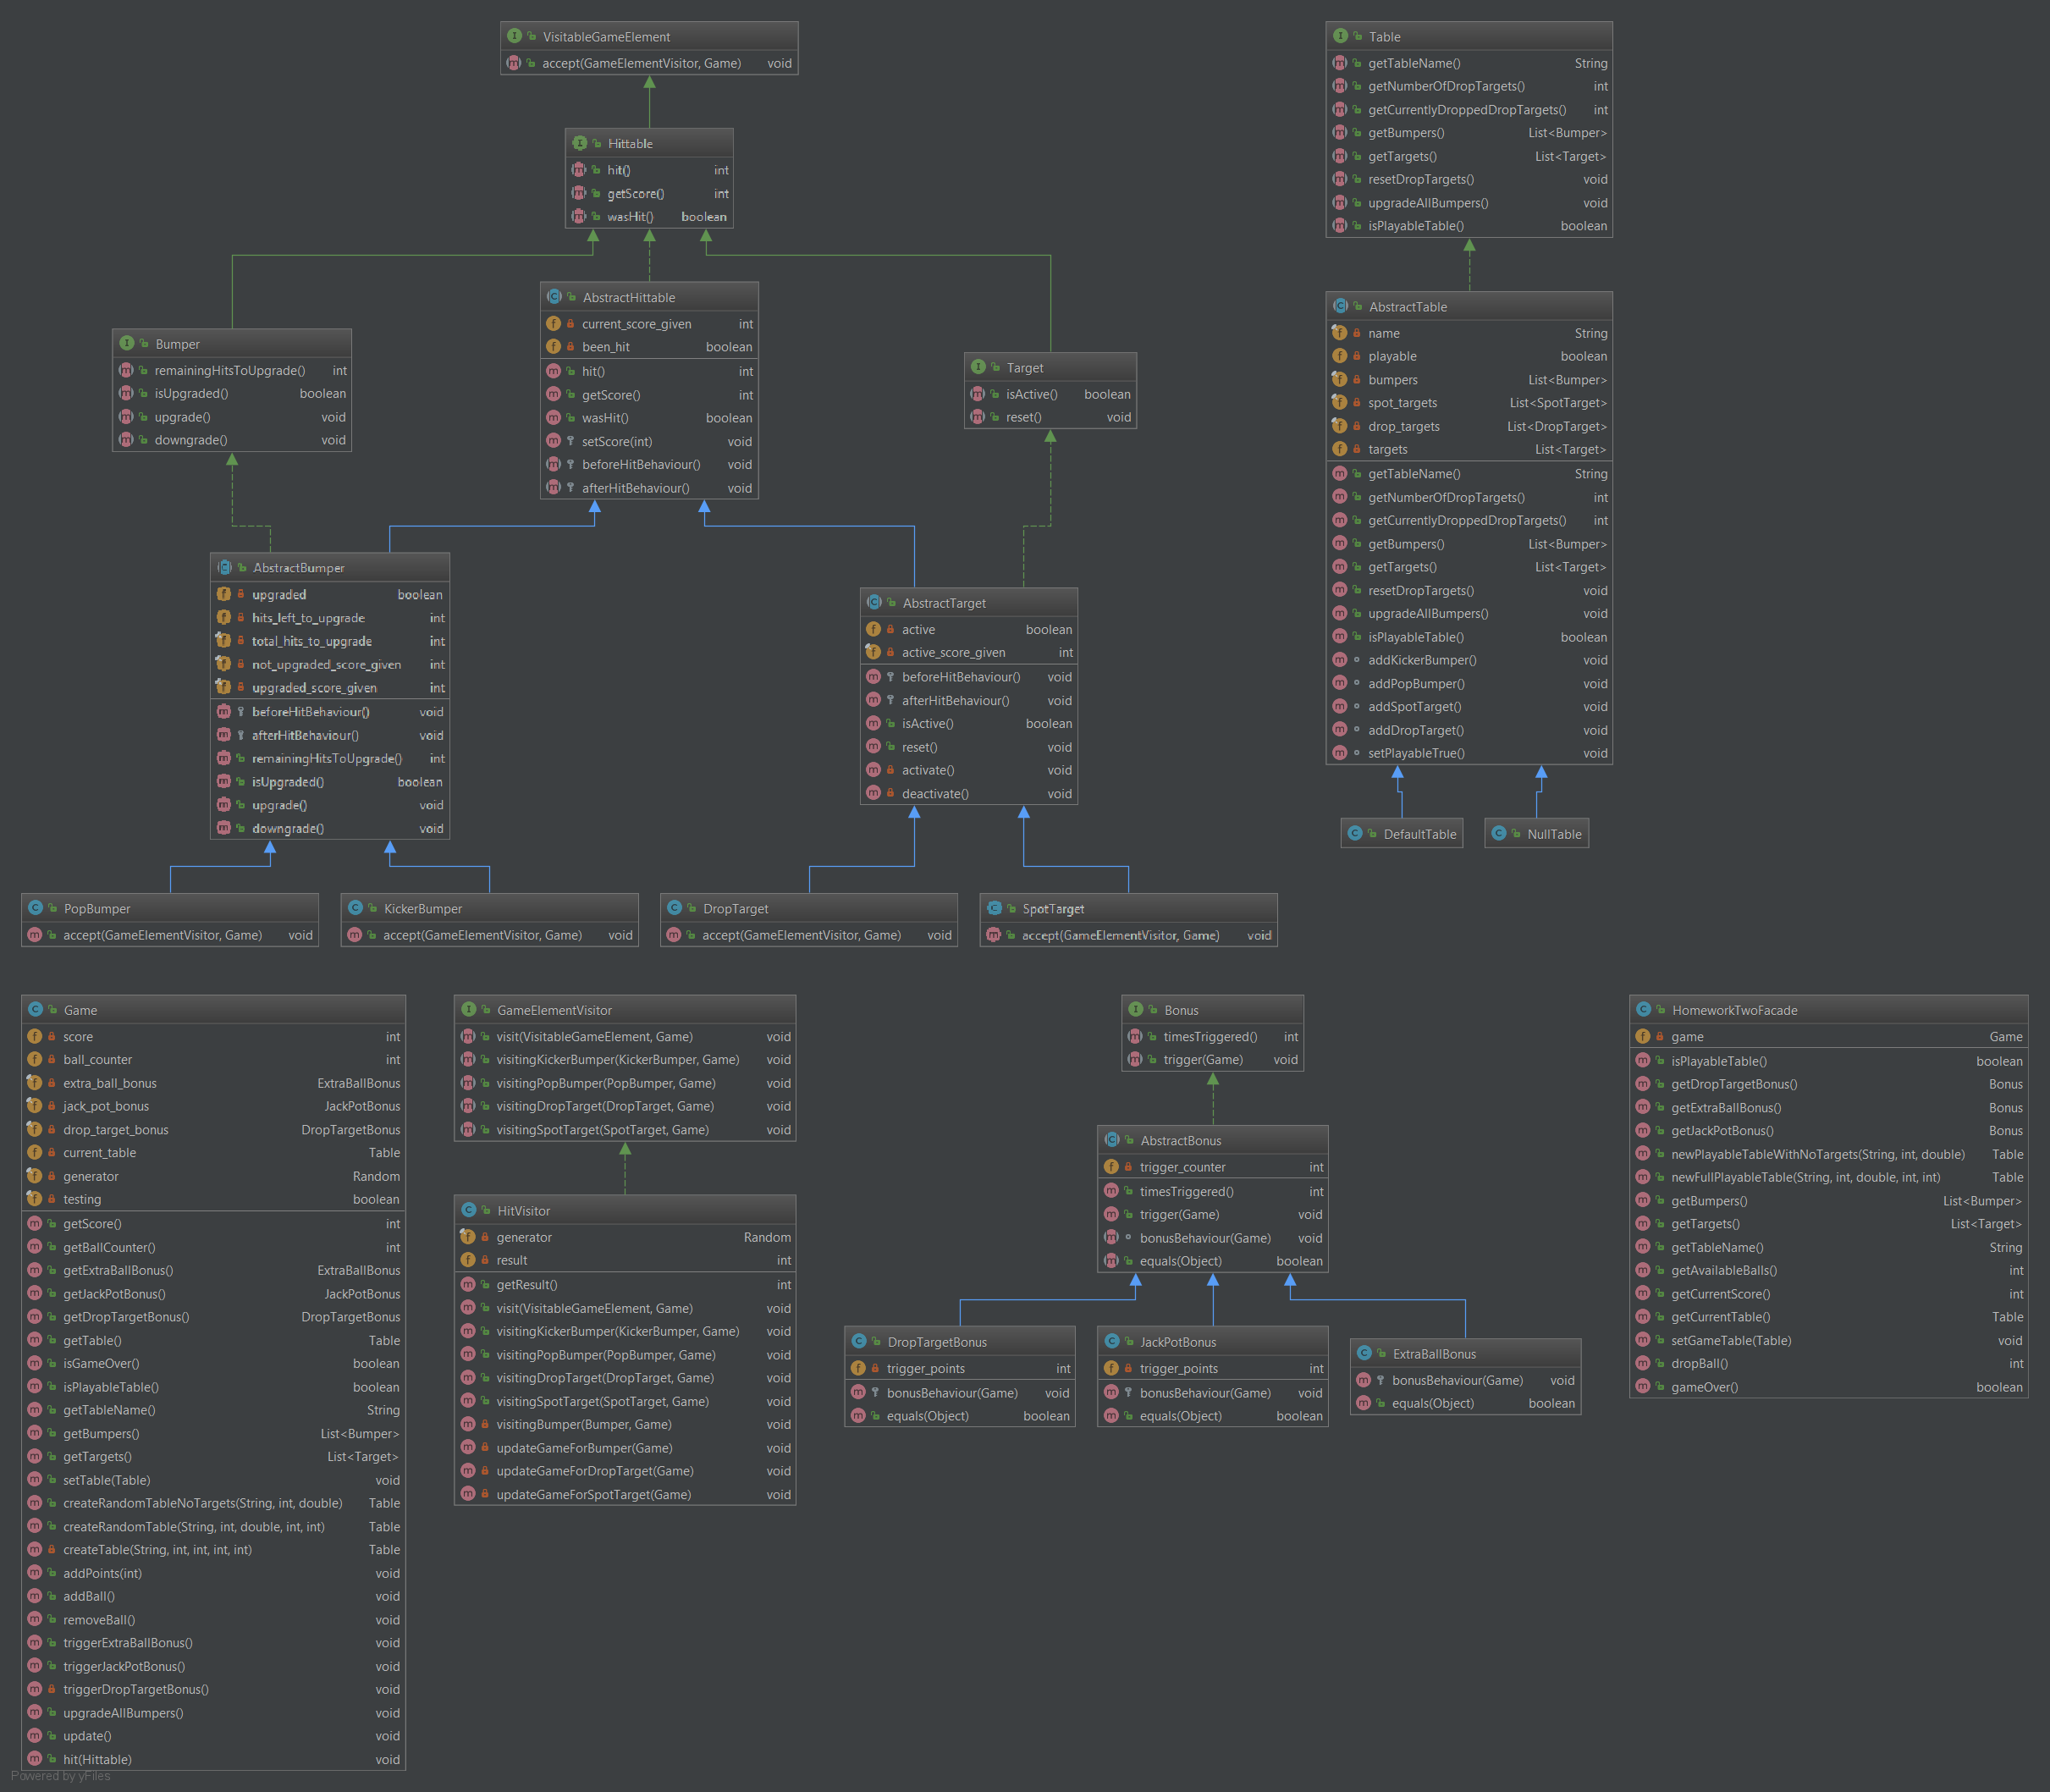 VisitableGameElement
accept(GameElementVisitor, Game) void
Hittable
hit() int
getScore() int
wasHit() boolean
Bumper
remainingHitsToUpgrade() int
isUpgraded() boolean
upgrade() void
downgrade() void
AbstractHittable
current_score_given int
been_hit boolean
hit() int
getScore() int
wasHit() boolean
setScore(int) void
beforeHitBehaviour() void
afterHitBehaviour() void
Target
isActive() boolean
reset() void
AbstractBumper
upgraded boolean
hits_left_to_upgrade int
total_hits_to_upgrade int
not_upgraded_score_given int
upgraded_score_given int
beforeHitBehaviour() void
afterHitBehaviour() void
remainingHitsToUpgrade() int
isUpgraded() boolean
upgrade() void
downgrade() void
AbstractTarget
active boolean
active_score_given int
beforeHitBehaviour() void
afterHitBehaviour() void
isActive() boolean
reset() void
activate() void
deactivate() void
PopBumper
accept(GameElementVisitor, Game) void
KickerBumper
accept(GameElementVisitor, Game) void
DropTarget
accept(GameElementVisitor, Game) void
SpotTarget
accept(GameElementVisitor, Game) void
Table
getTableName() String
getNumberOfDropTargets() int
getCurrentlyDroppedDropTargets() int
getBumpers() List<Bumper>
getTargets() List<Target>
resetDropTargets() void
upgradeAllBumpers() void
isPlayableTable() boolean
AbstractTable
name String
playable boolean
bumpers List<Bumper>
spot_targets List<SpotTarget>
drop_targets List<DropTarget>
targets List<Target>
getTableName() String
getNumberOfDropTargets() int
getCurrentlyDroppedDropTargets() int
getBumpers() List<Bumper>
getTargets() List<Target>
resetDropTargets() void
upgradeAllBumpers() void
isPlayableTable() boolean
addKickerBumper() void
addPopBumper() void
addSpotTarget() void
addDropTarget() void
setPlayableTrue() void
DefaultTable
NullTable
Game
score int
ball_counter int
extra_ball_bonus ExtraBallBonus
jack_pot_bonus JackPotBonus
drop_target_bonus DropTargetBonus
current_table Table
generator Random
testing boolean
getScore() int
getBallCounter() int
getExtraBallBonus() ExtraBallBonus
getJackPotBonus() JackPotBonus
getDropTargetBonus() DropTargetBonus
getTable() Table
isGameOver() boolean
isPlayableTable() boolean
getTableName() String
getBumpers() List<Bumper>
getTargets() List<Target>
setTable(Table) void
createRandomTableNoTargets(String, int, double) Table
createRandomTable(String, int, double, int, int) Table
createTable(String, int, int, int, int) Table
addPoints(int) void
addBall() void
removeBall() void
triggerExtraBallBonus() void
triggerJackPotBonus() void
triggerDropTargetBonus() void
upgradeAllBumpers() void
update() void
hit(Hittable) void
GameElementVisitor
visit(VisitableGameElement, Game) void
visitingKickerBumper(KickerBumper, Game) void
visitingPopBumper(PopBumper, Game) void
visitingDropTarget(DropTarget, Game) void
visitingSpotTarget(SpotTarget, Game) void
HitVisitor
generator Random
result int
getResult() int
visit(VisitableGameElement, Game) void
visitingKickerBumper(KickerBumper, Game) void
visitingPopBumper(PopBumper, Game) void
visitingDropTarget(DropTarget, Game) void
visitingSpotTarget(SpotTarget, Game) void
visitingBumper(Bumper, Game) void
updateGameForBumper(Game) void
updateGameForDropTarget(Game) void
updateGameForSpotTarget(Game) void
Bonus
timesTriggered() int
trigger(Game) void
AbstractBonus
trigger_counter int
timesTriggered() int
trigger(Game) void
bonusBehaviour(Game) void
equals(Object) boolean
DropTargetBonus
trigger_points int
bonusBehaviour(Game) void
equals(Object) boolean
JackPotBonus
trigger_points int
bonusBehaviour(Game) void
equals(Object) boolean
ExtraBallBonus
bonusBehaviour(Game) void
equals(Object) boolean
HomeworkTwoFacade
game Game
isPlayableTable() boolean
getDropTargetBonus() Bonus
getExtraBallBonus() Bonus
getJackPotBonus() Bonus
newPlayableTableWithNoTargets(String, int, double) Table
newFullPlayableTable(String, int, double, int, int) Table
getBumpers() List<Bumper>
getTargets() List<Target>
getTableName() String
getAvailableBalls() int
getCurrentScore() int
getCurrentTable() Table
setGameTable(Table) void
dropBall() int
gameOver() boolean
Powered by yFiles